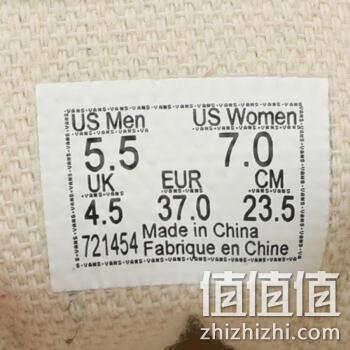 US Men US Women
5.5 7.0
UK EUR CM
4.5 37.0 23.5
721454 Made in China
Fabrique en Chine
值值值
zhizhizhi.com